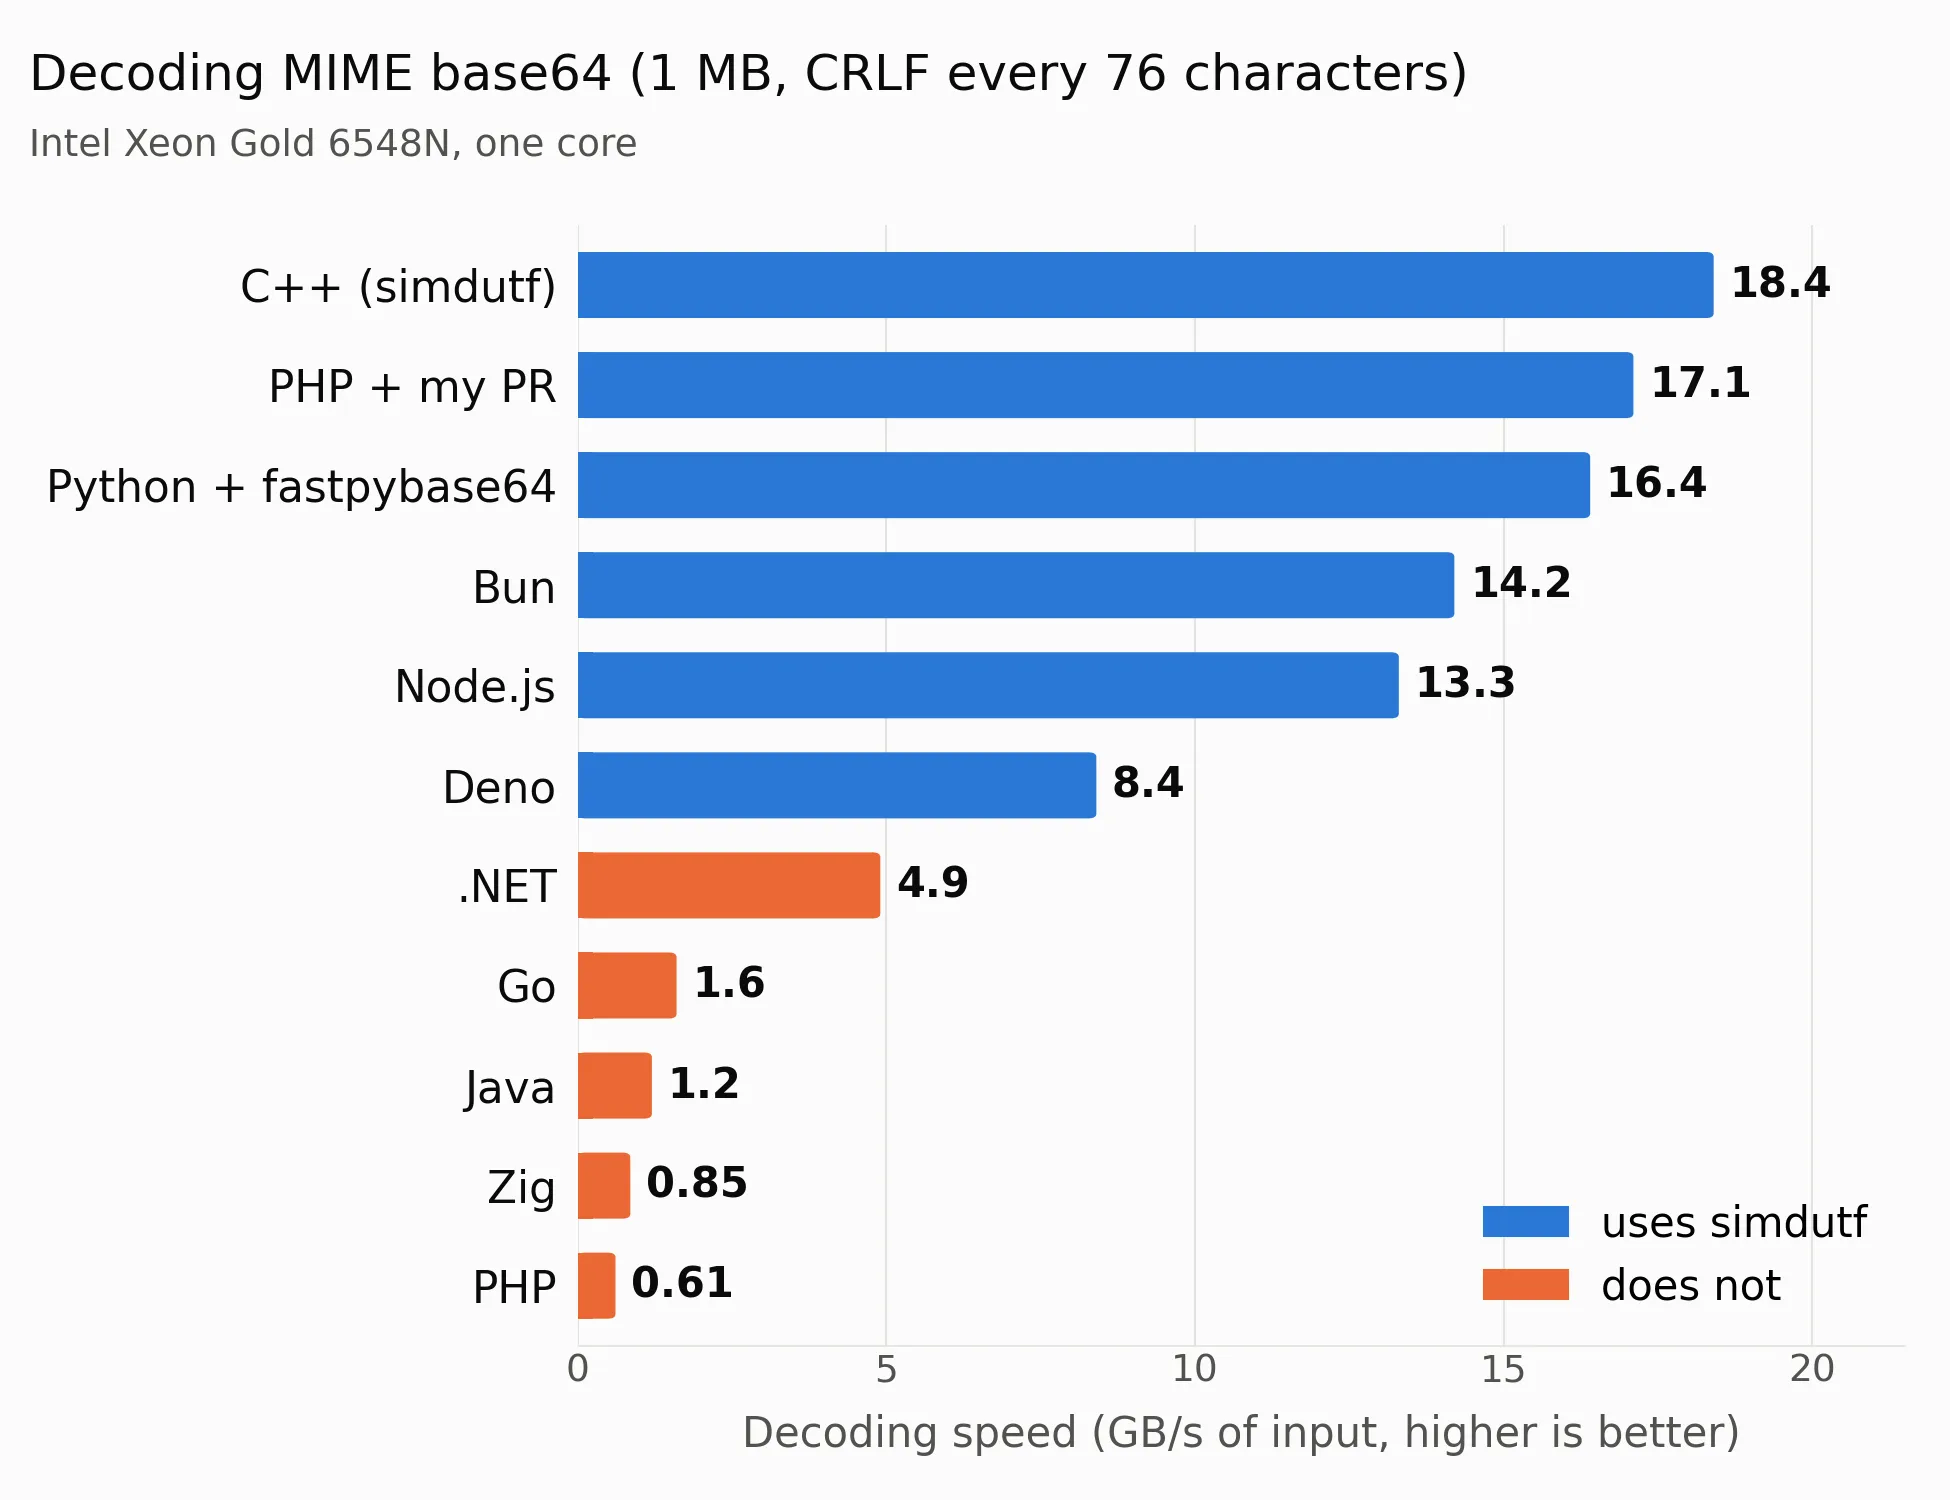 Decoding MIME base64 (1 MB, CRLF every 76 characters)
Intel Xeon Gold 6548N, one core
C++ (simdutf) 18.4
PHP + my PR 17.1
Python + fastpybase64 16.4
Bun 14.2
Node.js 13.3
Deno 8.4
.NET 4.9
Go 1.6
Java 1.2
Zig 0.85
PHP 0.61
uses simdutf
does not
0 5 10 15 20
Decoding speed (GB/s of input, higher is better)